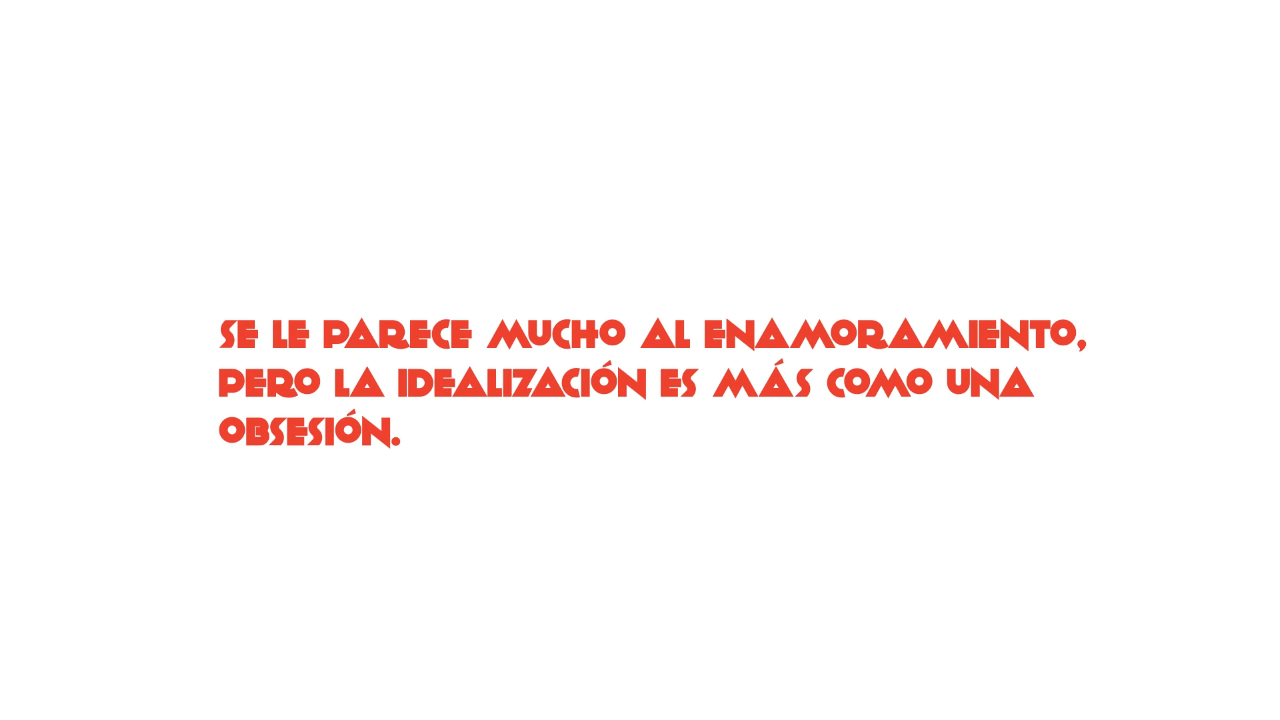 SE LE PARECE MUCHO AL ENAMORAMIENTO,
PERO LA IDEALIZACIÓN ES MÁS COMO UNA
OBSESIÓN.